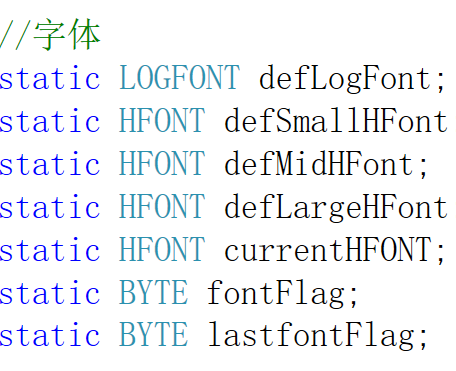 //字体
static LOGFONT defLogFont;
static HFONT defSmallHFont
static HFONT defMidHFont;
static HFONT defLargeHFont
static HFONT currentHFONT;
static BYTE fontFlag;
static BYTE lastfontFlag;